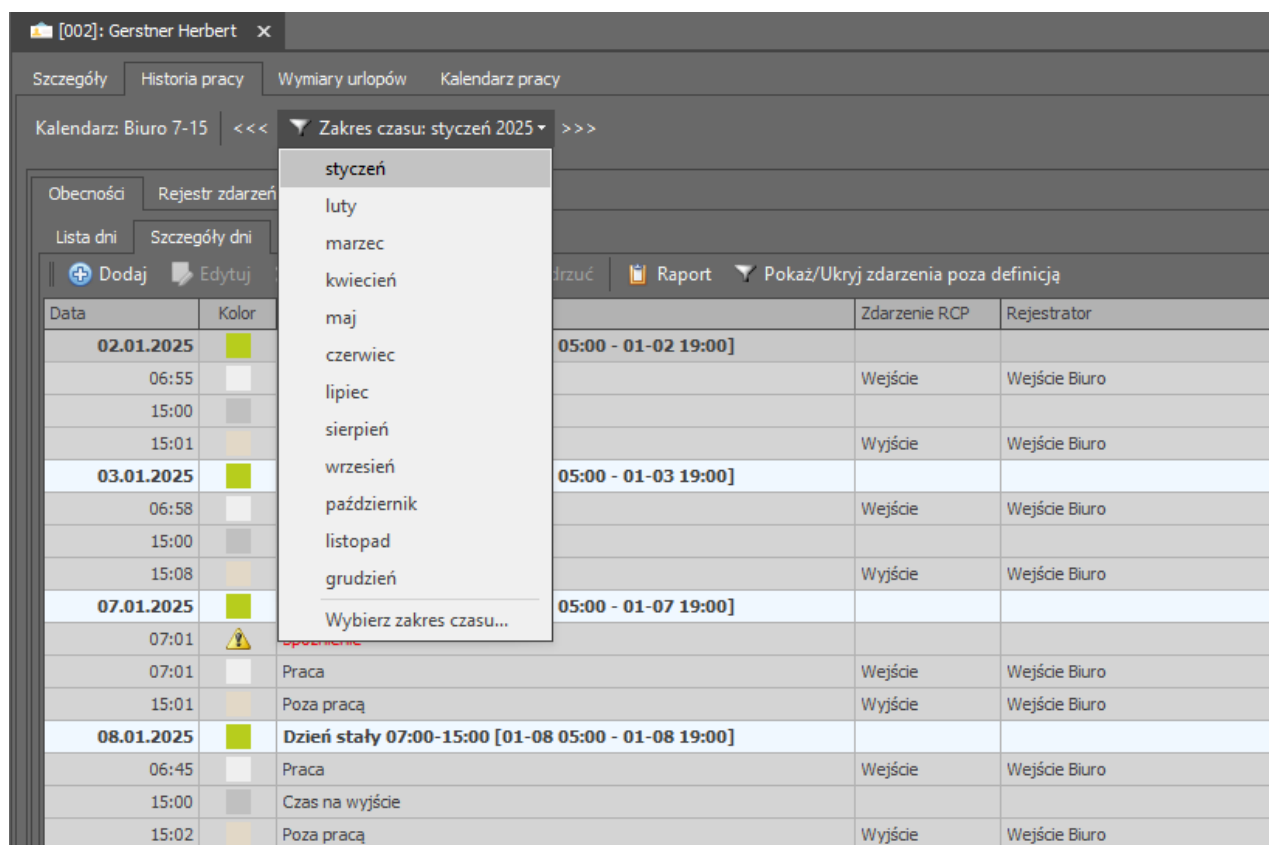 [002]: Gerstner Herbert
Szczegóły Historia pracy Wymiary urlopów Kalendarz pracy
Kalendarz: Biuro 7-15 <<< Zakres czasu: styczeń 2025 >>>
styczeń
luty
marzec
kwiecień
maj
czerwiec
lipiec
sierpień
wrzesień
październik
listopad
grudzień
Wybierz zakres czasu...
Obecności Rejestr zdarzeń
Lista dni Szczegóły dni
Dodaj Edytuj Raport Pokaż/Ukryj zdarzenia poza definicją
Data Kolor Zdarzenie RCP Rejestrator
02.01.2025 05:00 - 01-02 19:00]
06:55 Wejście Wejście Biuro
15:00
15:01 Wyjście Wejście Biuro
03.01.2025 05:00 - 01-03 19:00]
06:58 Wejście Wejście Biuro
15:00
15:08 Wyjście Wejście Biuro
07.01.2025 05:00 - 01-07 19:00]
07:01 Spóźnienie
07:01 Praca Wejście Wejście Biuro
15:01 Poza pracą Wyjście Wejście Biuro
08.01.2025 Dzień stały 07:00-15:00 [01-08 05:00 - 01-08 19:00]
06:45 Praca Wejście Wejście Biuro
15:00 Czas na wyjście
15:02 Poza pracą Wyjście Wejście Biuro